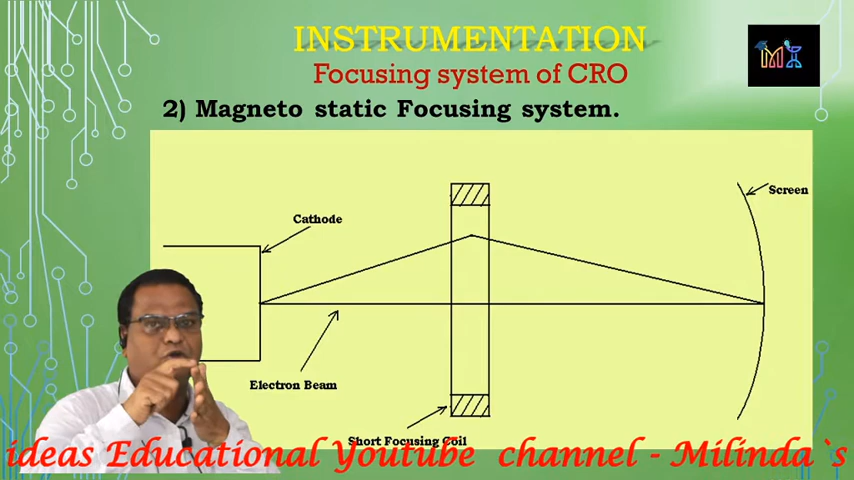 INSTRUMENTATION
Focusing system of CRO
MI
2) Magneto static Focusing system.
Screen
Cathode
Electron Beam
Short Focusing Coil
ideas Educational Youtube channel - Milinda`s